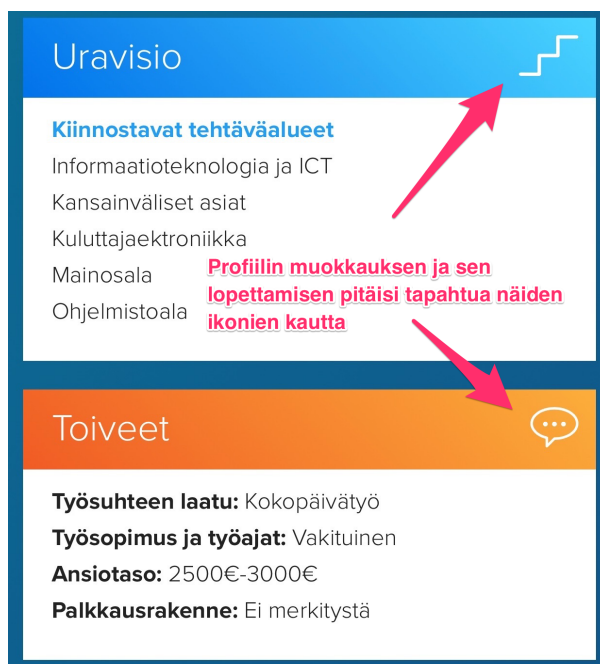 Uravisio
Kiinnostavat tehtäväalueet
Informaatioteknologia ja ICT
Kansainväliset asiat
Kuluttajaektroniikka
Mainosala
Ohjelmistoala
Profiilin muokkauksen ja sen
lopettamisen pitäisi tapahtua näiden
ikonien kautta
Toiveet
Työsuhteen laatu: Kokopäivätyö
Työsopimus ja työajat: Vakituinen
Ansiotaso: 2500€-3000€
Palkkausrakenne: Ei merkitystä